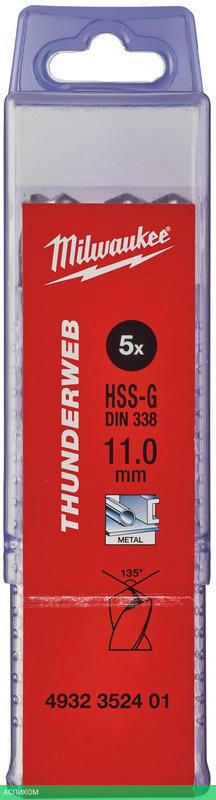 Milwaukee
THUNDERWEB
5x
HSS-G
DIN 338
11.0
mm
METAL
135°
4932 3524 01
АСПИКОМ